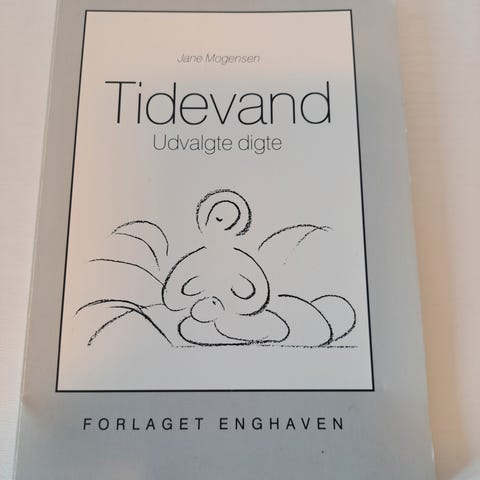 Jane Mogensen
Tidevand
Udvalgte digte
FORLAGET ENGHAVEN